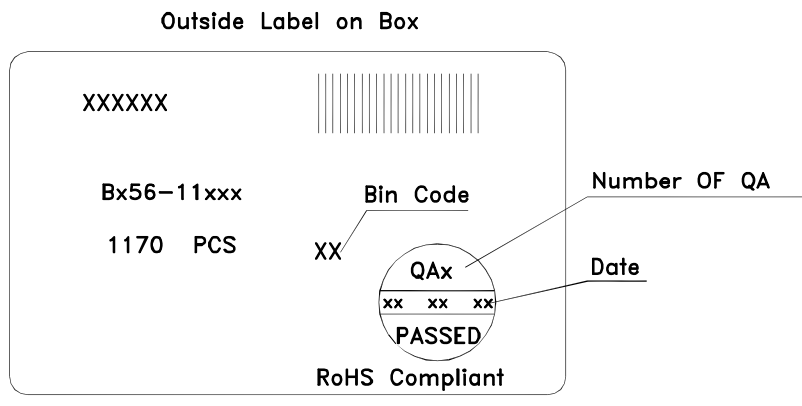 Outside Label on Box
XXXXXX
Bx56-11xxx
Bin Code
Number OF QA
1170 PCS
XX
QAx
Date
xx xx xx
PASSED
RoHS Compliant